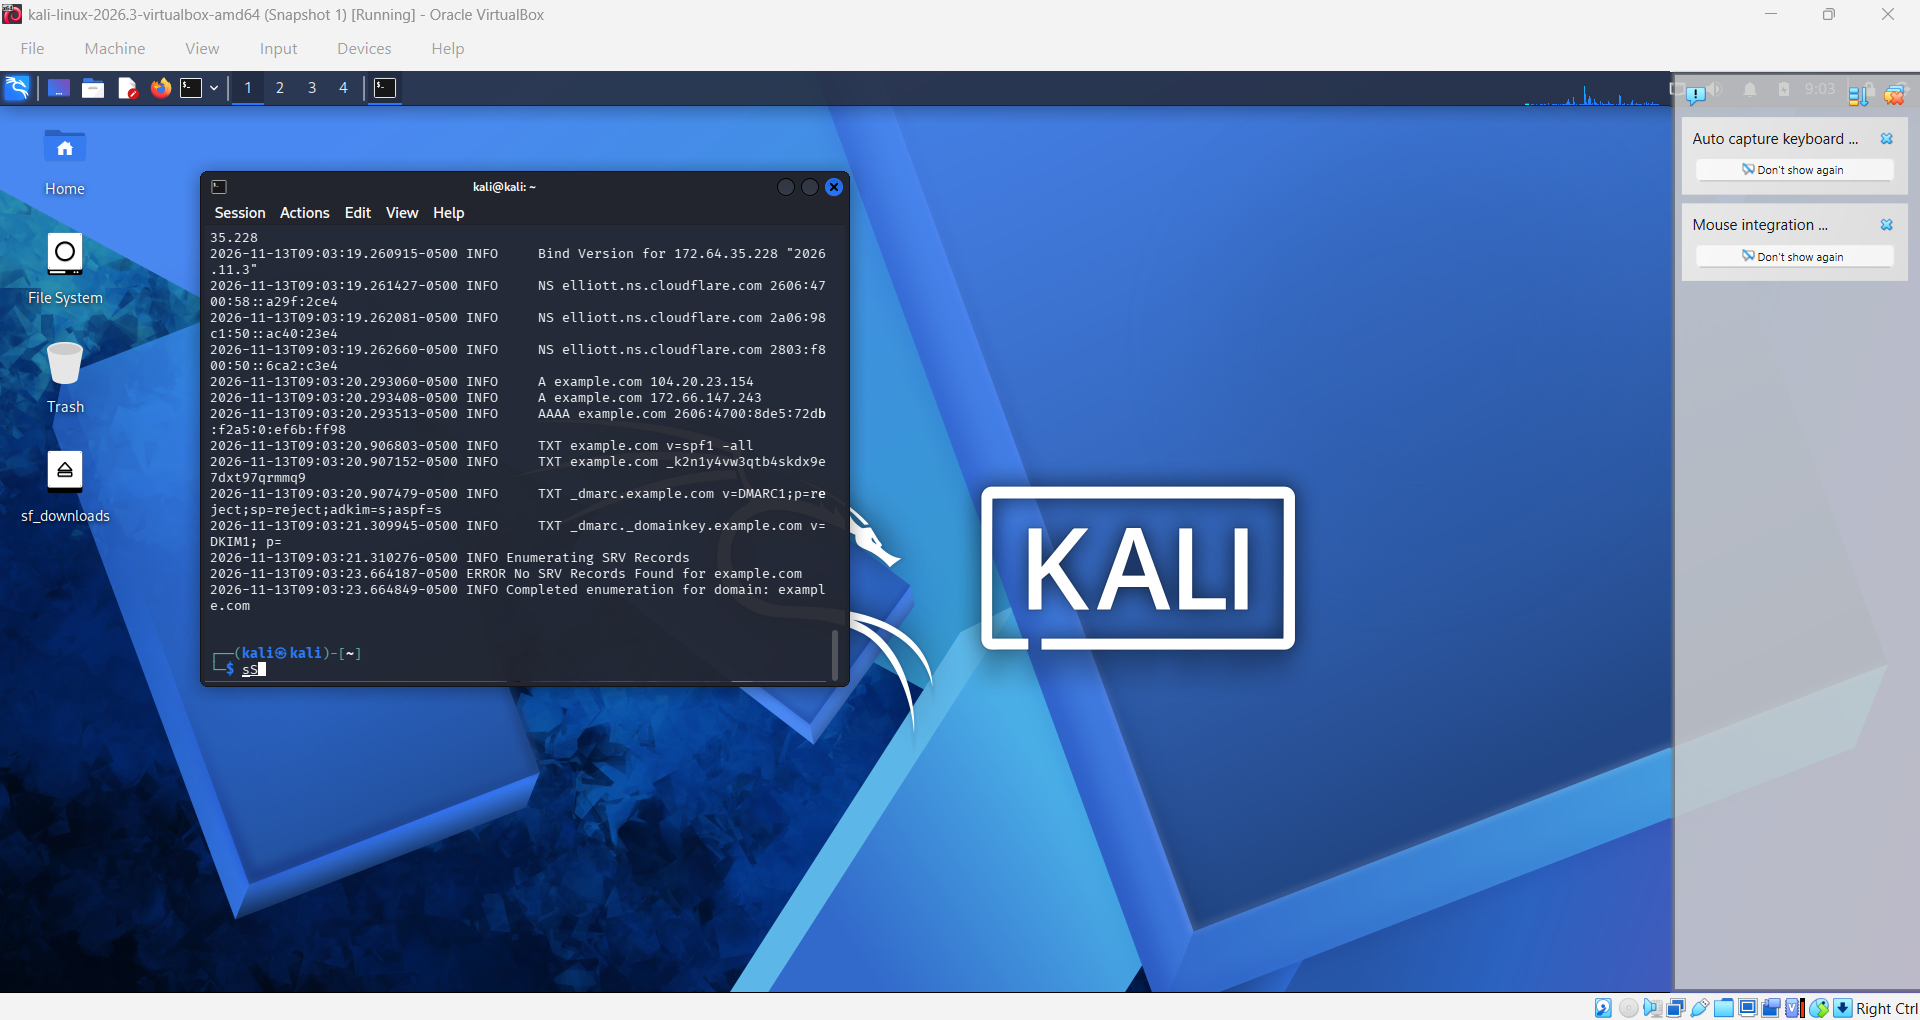 kali-linux-2026.3-virtualbox-amd64 (Snapshot 1) [Running] - Oracle VirtualBox
File Machine View Input Devices Help
1 2 3 4
9:03
Auto capture keyboard ...
Don't show again
Mouse integration ...
Don't show again
Home
File System
Trash
sf_downloads
kali@kali: ~
Session Actions Edit View Help
35.228
2026-11-13T09:03:19.260915-0500 INFO Bind Version for 172.64.35.228 "2026
.11.3"
2026-11-13T09:03:19.261427-0500 INFO NS elliott.ns.cloudflare.com 2606:47
00:58::a29f:2ce4
2026-11-13T09:03:19.262081-0500 INFO NS elliott.ns.cloudflare.com 2a06:98
c1:50::ac40:23e4
2026-11-13T09:03:19.262660-0500 INFO NS elliott.ns.cloudflare.com 2803:f8
00:50::6ca2:c3e4
2026-11-13T09:03:20.293060-0500 INFO A example.com 104.20.23.154
2026-11-13T09:03:20.293408-0500 INFO A example.com 172.66.147.243
2026-11-13T09:03:20.293513-0500 INFO AAAA example.com 2606:4700:8de5:72db
:f2a5:0:ef6b:ff98
2026-11-13T09:03:20.906803-0500 INFO TXT example.com v=spf1 -all
2026-11-13T09:03:20.907152-0500 INFO TXT example.com _k2n1y4vw3qtb4skdx9e
7dxt97qrmmq9
2026-11-13T09:03:20.907479-0500 INFO TXT _dmarc.example.com v=DMARC1;p=re
ject;sp=reject;adkim=s;aspf=s
2026-11-13T09:03:21.309945-0500 INFO TXT _dmarc._domainkey.example.com v=
DKIM1; p=
2026-11-13T09:03:21.310276-0500 INFO Enumerating SRV Records
2026-11-13T09:03:23.664187-0500 ERROR No SRV Records Found for example.com
2026-11-13T09:03:23.664849-0500 INFO Completed enumeration for domain: exampl
e.com
┌──(kali㉿kali)-[~]
└─$ sS
KALI
Right Ctrl